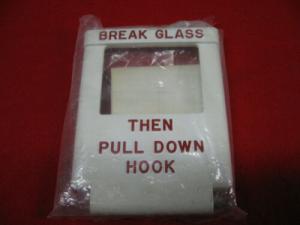 BREAK GLASS
THEN
PULL DOWN
HOOK